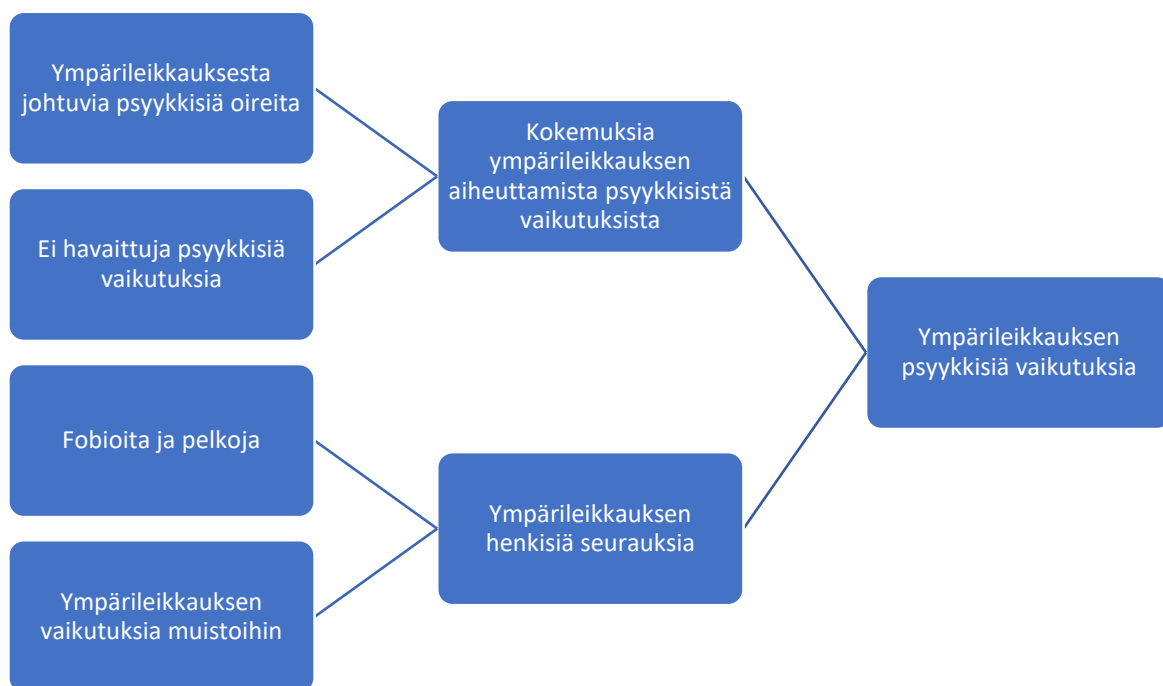 Ympärileikkauksesta
johtuvia psyykkisiä oireita
Ei havaittuja psyykkisiä
vaikutuksia
Fobioita ja pelkoja
Ympärileikkauksen
vaikutuksia muistoihin
Kokemuksia
ympärileikkauksen
aiheuttamista psyykkisistä
vaikutuksista
Ympärileikkauksen
henkisiä seurauksia
Ympärileikkauksen
psyykkisiä vaikutuksia